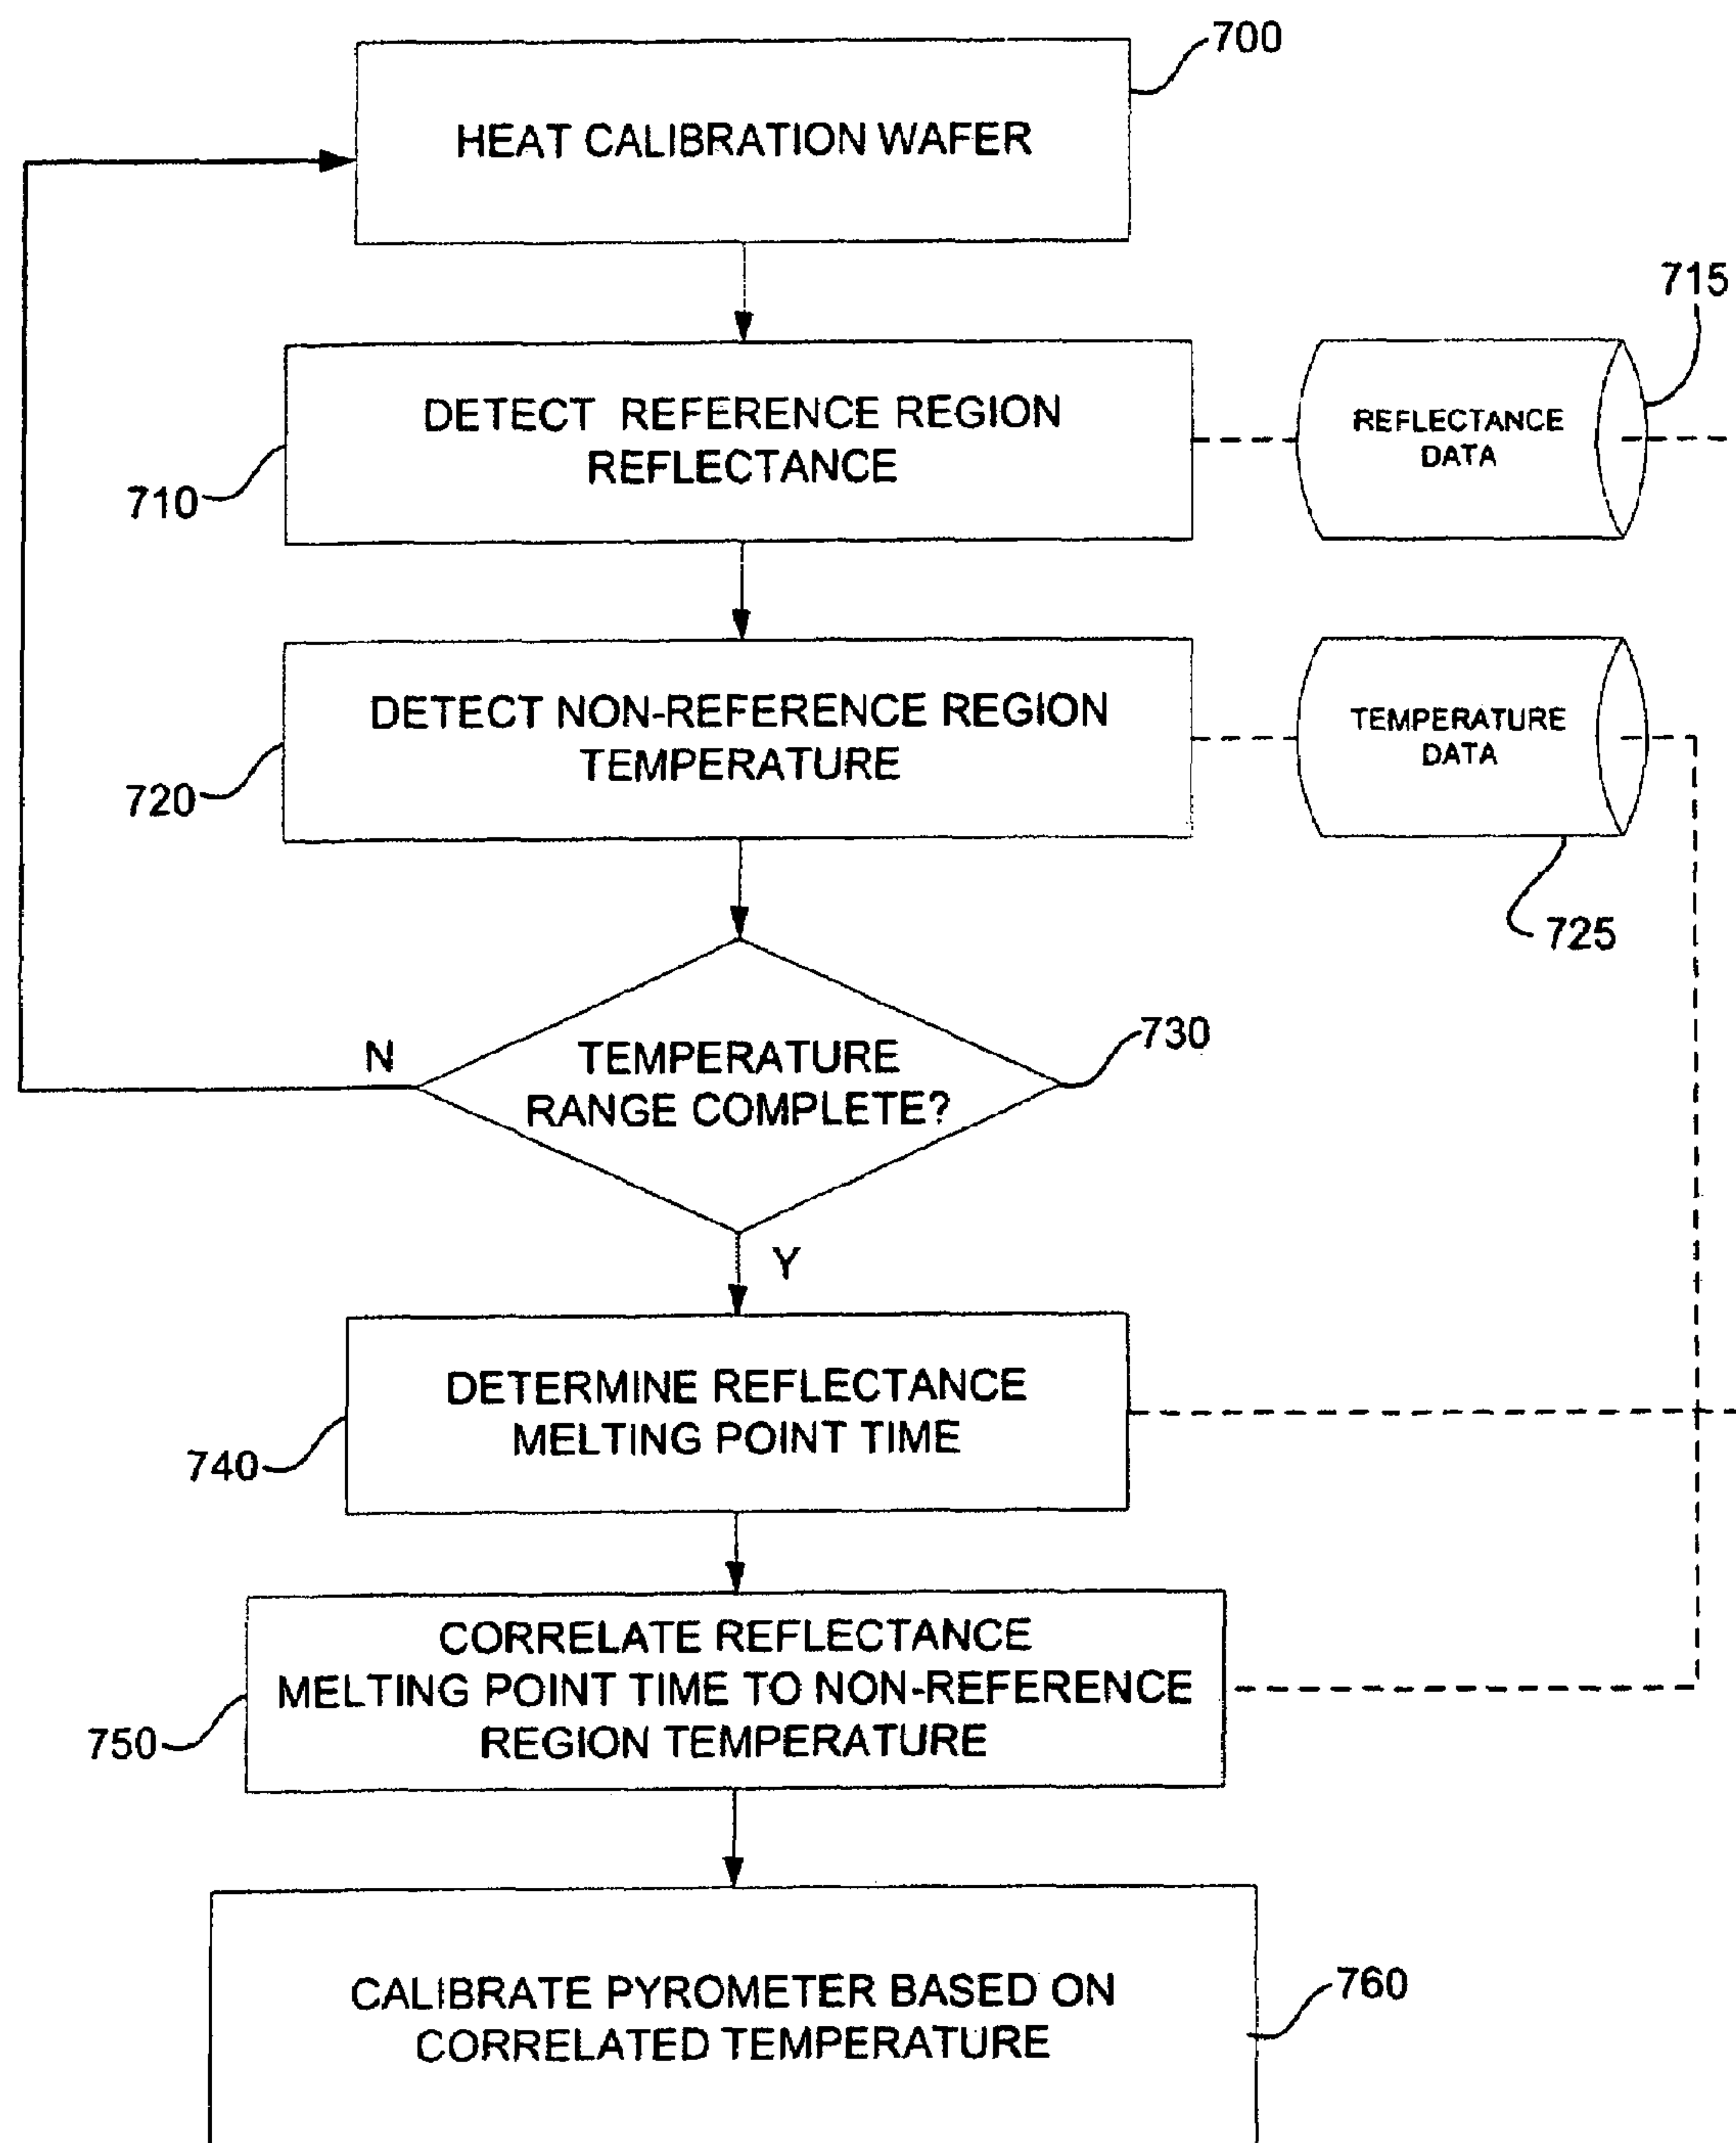 700
HEAT CALIBRATION WAFER
715
DETECT REFERENCE REGION
REFLECTANCE
710
REFLECTANCE
DATA
DETECT NON-REFERENCE REGION
TEMPERATURE
720
TEMPERATURE
DATA
725
N
TEMPERATURE
RANGE COMPLETE?
730
Y
DETERMINE REFLECTANCE
MELTING POINT TIME
740
CORRELATE REFLECTANCE
MELTING POINT TIME TO NON-REFERENCE
REGION TEMPERATURE
750
CALIBRATE PYROMETER BASED ON
CORRELATED TEMPERATURE
760